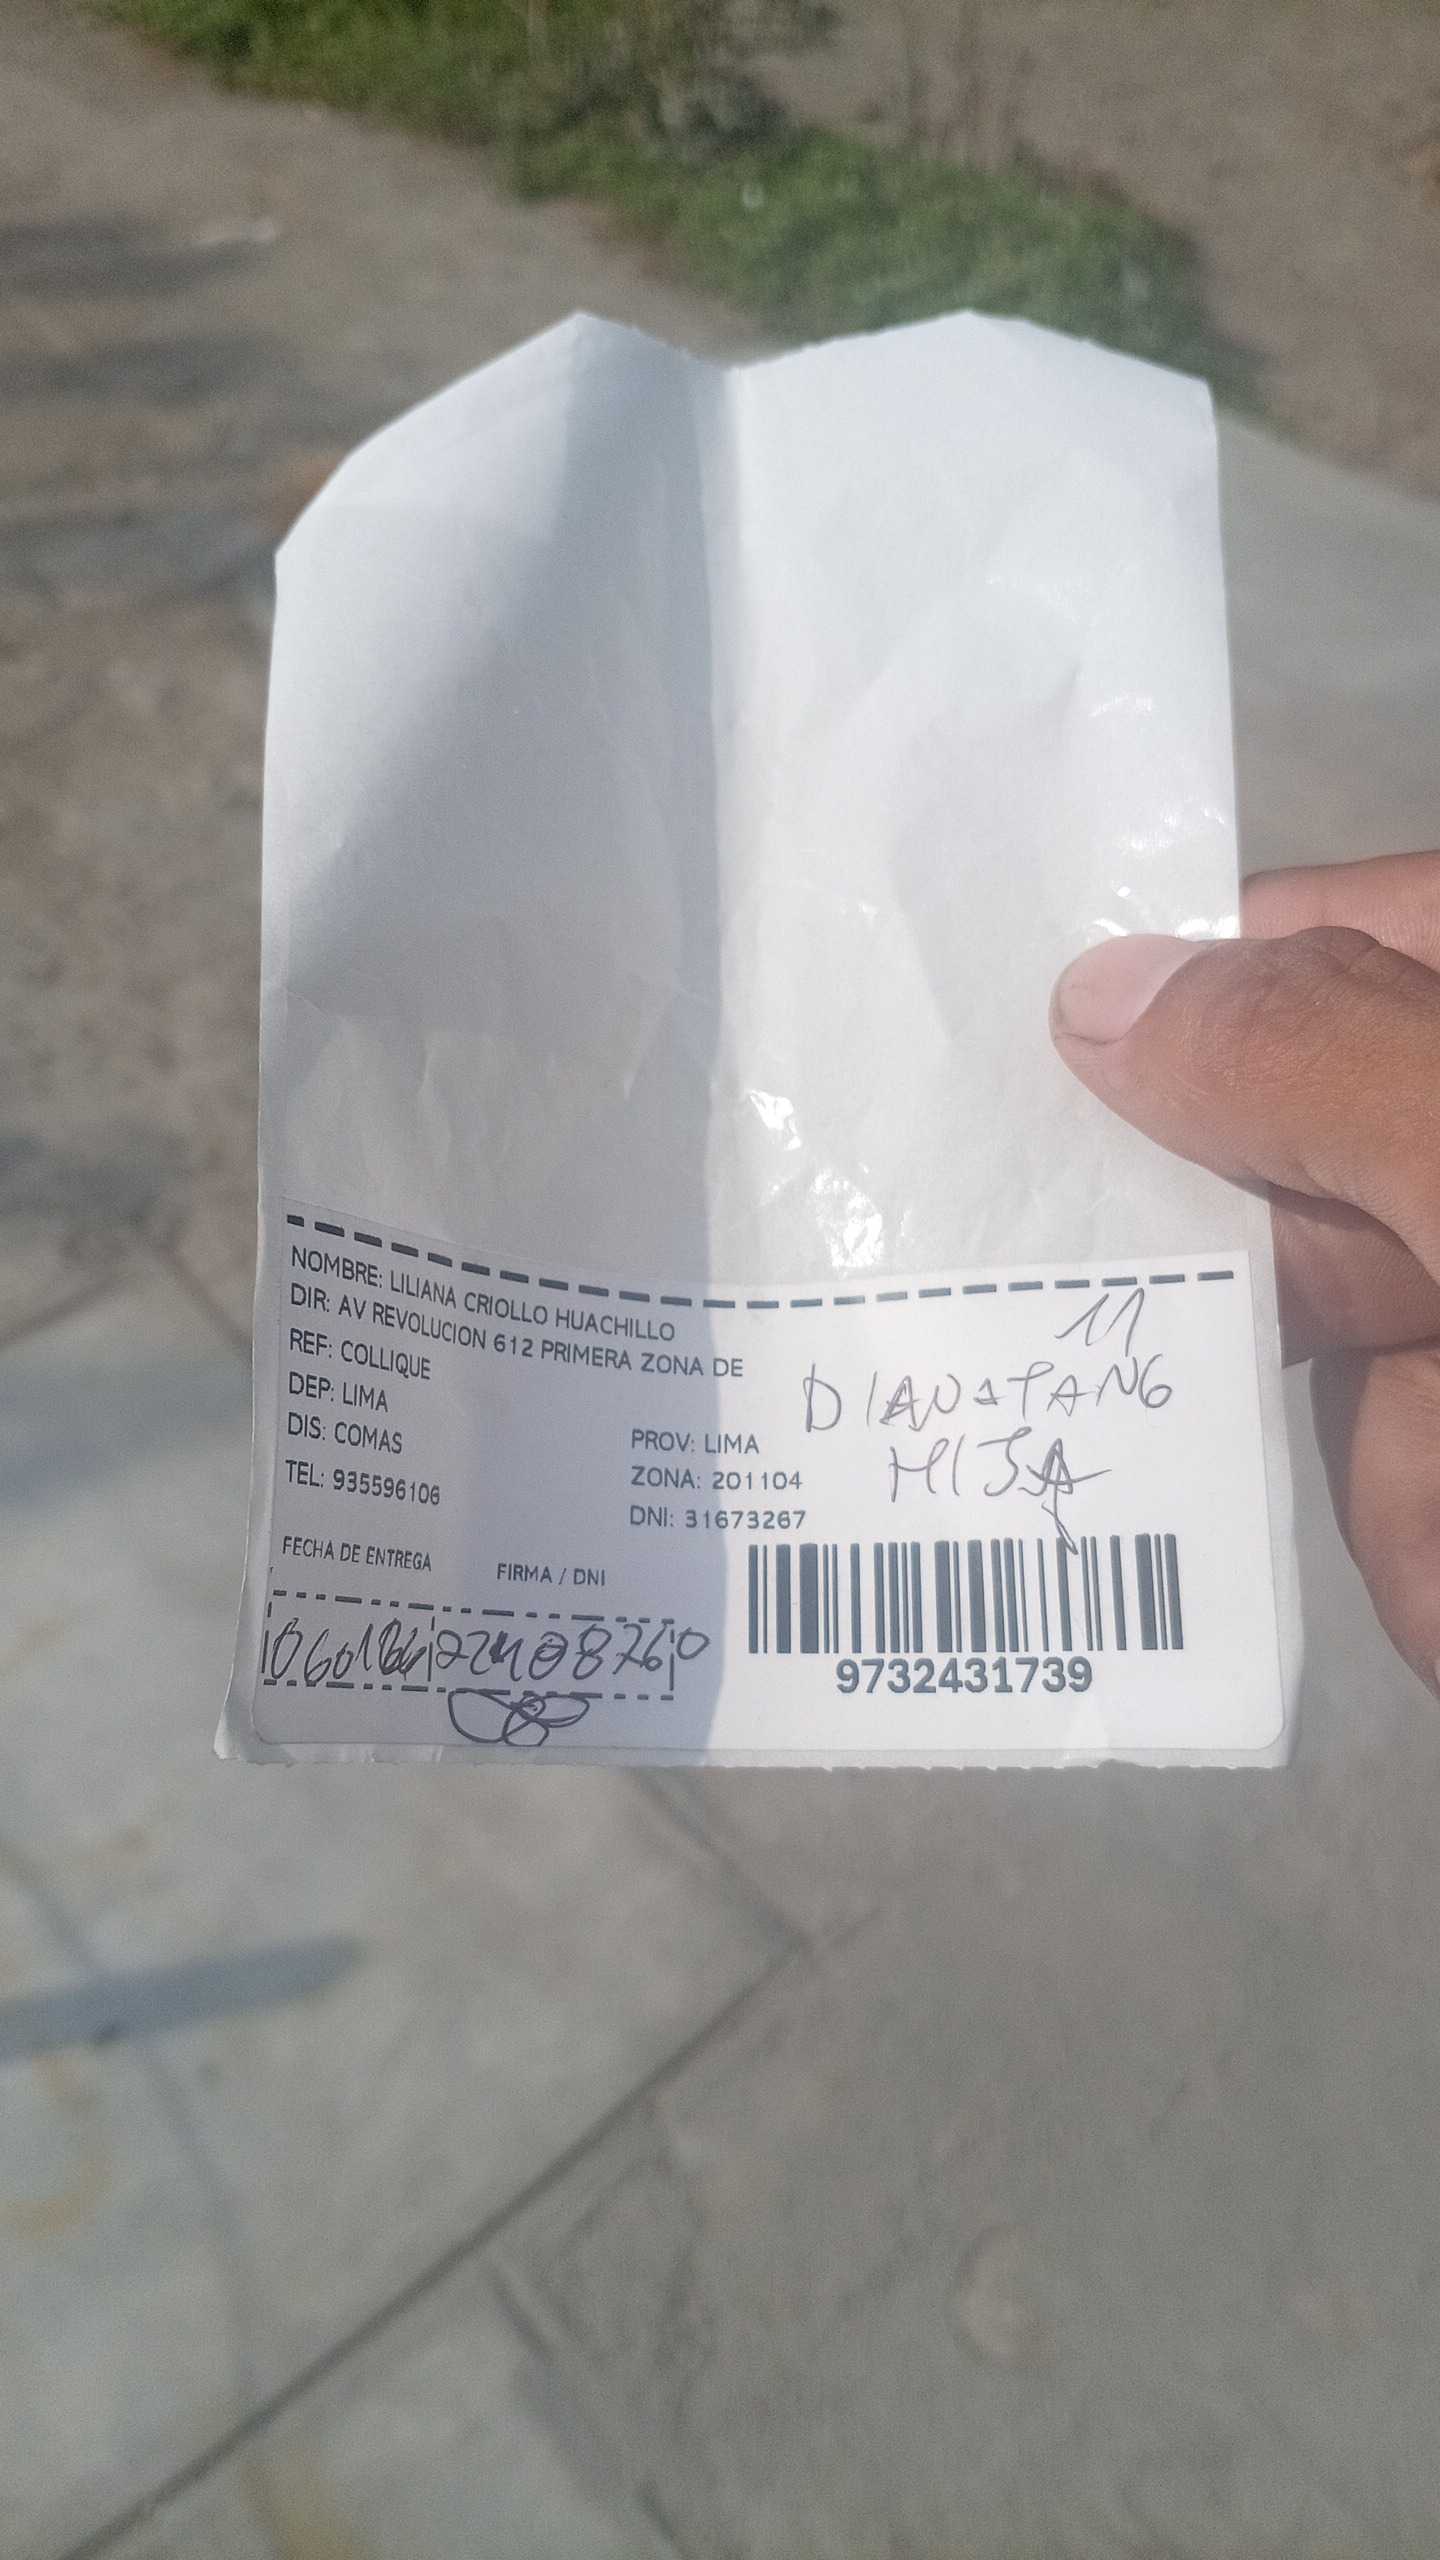 NOMBRE: LILIANA CRIOLLO HUACHILLO
DIR: AV REVOLUCION 612 PRIMERA ZONA DE
REF: COLLIQUE
DEP: LIMA
DIS: COMAS
PROV: LIMA
TEL: 935596106
ZONA: 201104
DNI: 31673267
11
DIANA TANG
HIJA
FECHA DE ENTREGA
FIRMA / DNI
9732431739